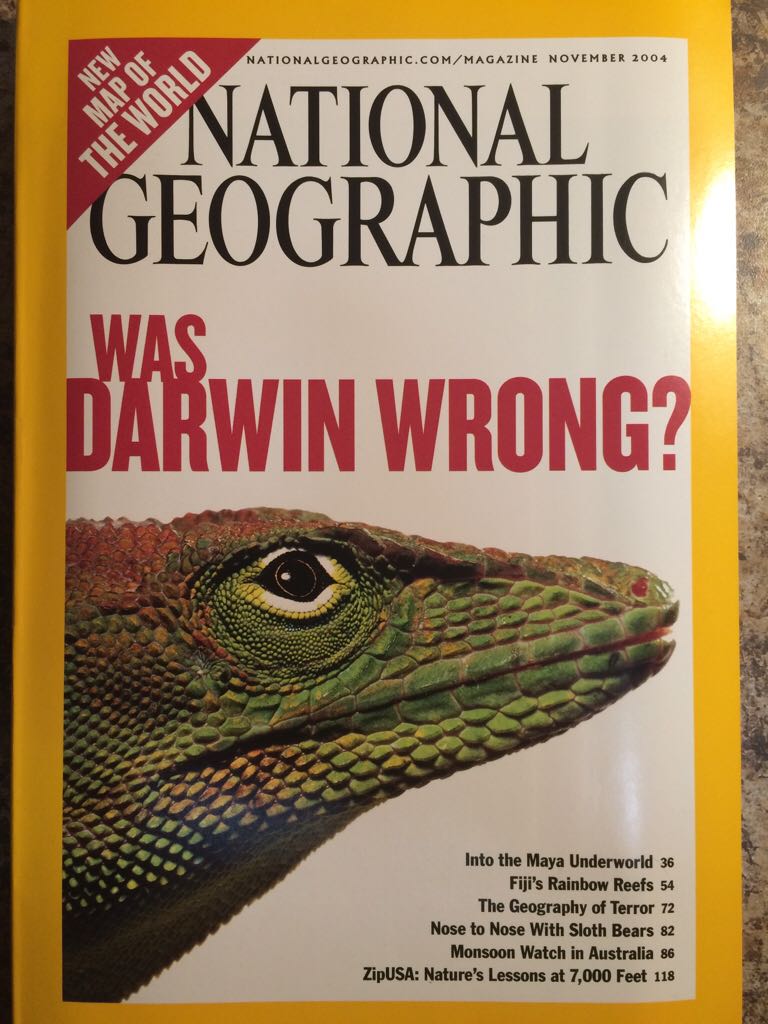 NEW
MAP OF
THE WORLD
NATIONALGEOGRAPHIC.COM/MAGAZINE NOVEMBER 2004
NATIONAL
GEOGRAPHIC
WAS
DARWIN WRONG?
Into the Maya Underworld 36
Fiji's Rainbow Reefs 54
The Geography of Terror 72
Nose to Nose With Sloth Bears 82
Monsoon Watch in Australia 86
ZipUSA: Nature's Lessons at 7,000 Feet 118